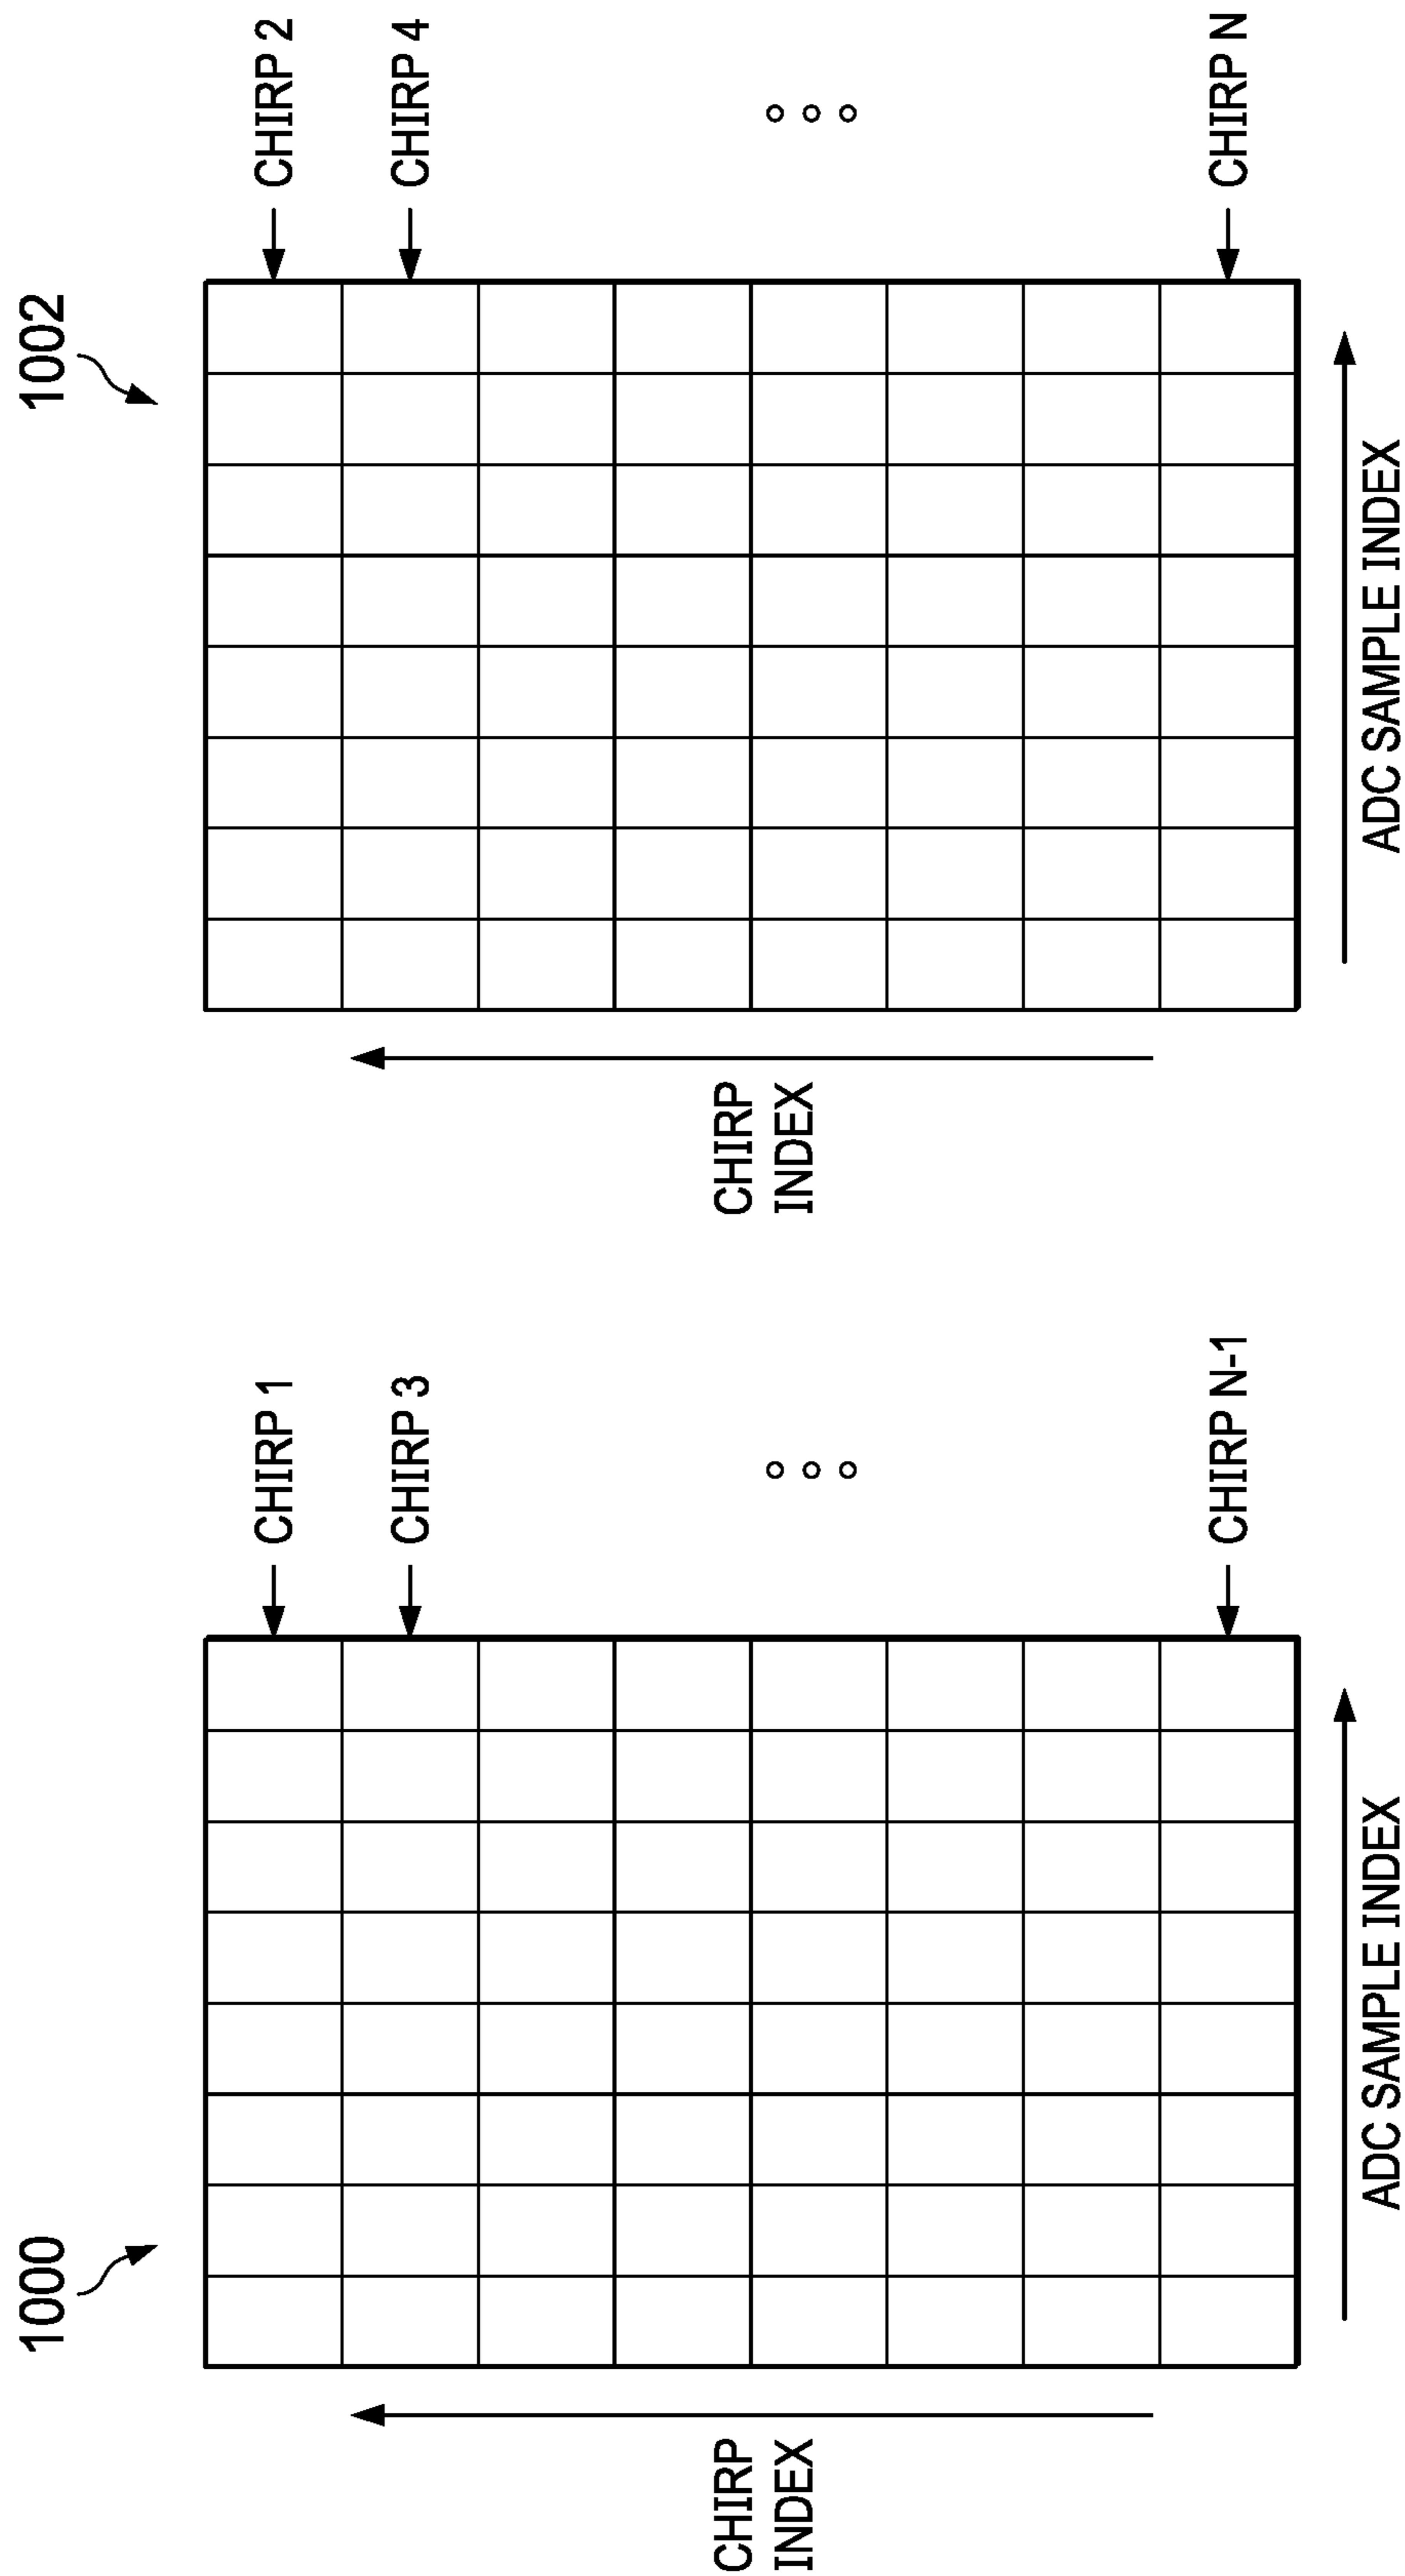 1000
CHIRP 1
CHIRP 3
CHIRP
INDEX
CHIRP N-1
ADC SAMPLE INDEX
1002
CHIRP 2
CHIRP 4
CHIRP
INDEX
CHIRP N
ADC SAMPLE INDEX